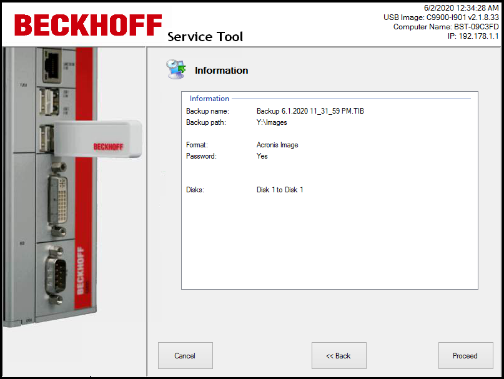 6/2/2020 12:34:28 AM
USB Image: C9900-I901 v2.1.8.33
Computer Name: BST-09C3FD
IP: 192.178.1.1
BECKHOFF Service Tool
Information
Information
Backup name: Backup 6.1.2020 11_31_59 PM.TIB
Backup path: Y:\Images
Format: Acronis Image
Password: Yes
Disks: Disk 1 to Disk 1
BECKHOFF
BECKHOFF
Cancel
<< Back
Proceed